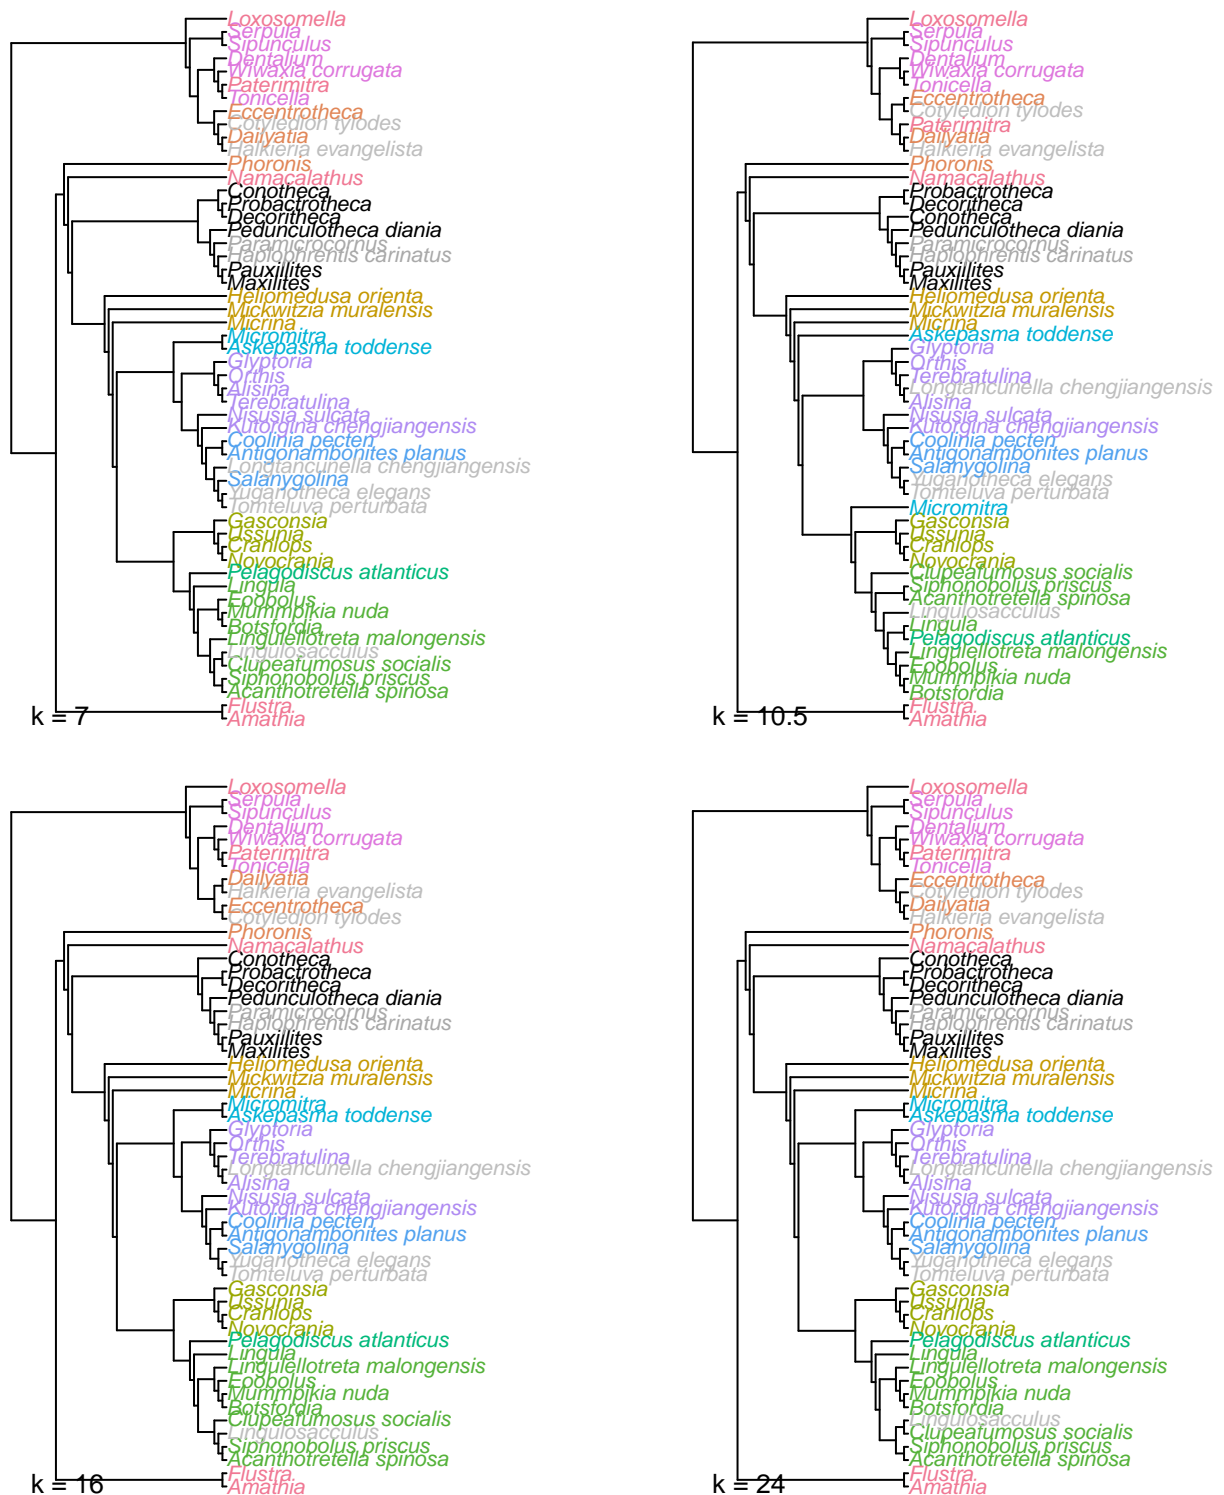 Loxosomella
Serpula
Sipunculus
Dentalium
Wiwaxia corrugata
Paterimitra
Tonicella
Eccentrotheca
Cotyledion tylodes
Dailyatia
Halkieria evangelista
Phoronis
Namacalathus
Conotheca
Probactrotheca
Decoritheca
Pedunculotheca diania
Paramicrocornus
Haplophrentis carinatus
Pauxillites
Maxilites
Heliomedusa orienta
Mickwitzia muralensis
Micrina
Micromitra
Askepasma toddense
Glyptoria
Orthis
Alisina
Terebratulina
Nisusia sulcata
Kutorgina chengjiangensis
Coolinia pecten
Antigonambonites planus
Longtancunella chengjiangensis
Salanygolina
Yuganotheca elegans
Tomteluva perturbata
Gasconsia
Ussunia
Craniops
Novocrania
Pelagodiscus atlanticus
Lingula
Eoobolus
Mummpikia nuda
Botsfordia
Lingulellotreta malongensis
Lingulosacculus
Clupeafumosus socialis
Siphonobolus priscus
Acanthotretella spinosa
Flustra
Amathia
k = 7
Loxosomella
Serpula
Sipunculus
Dentalium
Wiwaxia corrugata
Tonicella
Eccentrotheca
Cotyledion tylodes
Paterimitra
Dailyatia
Halkieria evangelista
Phoronis
Namacalathus
Probactrotheca
Decoritheca
Conotheca
Pedunculotheca diania
Paramicrocornus
Haplophrentis carinatus
Pauxillites
Maxilites
Heliomedusa orienta
Mickwitzia muralensis
Micrina
Askepasma toddense
Glyptoria
Orthis
Terebratulina
Longtancunella chengjiangensis
Alisina
Nisusia sulcata
Kutorgina chengjiangensis
Coolinia pecten
Antigonambonites planus
Salanygolina
Yuganotheca elegans
Tomteluva perturbata
Micromitra
Gasconsia
Ussunia
Craniops
Novocrania
Clupeafumosus socialis
Siphonobolus priscus
Acanthotretella spinosa
Lingulosacculus
Lingula
Pelagodiscus atlanticus
Lingulellotreta malongensis
Eoobolus
Mummpikia nuda
Botsfordia
Flustra
Amathia
k = 10.5
Loxosomella
Serpula
Sipunculus
Dentalium
Wiwaxia corrugata
Paterimitra
Tonicella
Dailyatia
Halkieria evangelista
Eccentrotheca
Cotyledion tylodes
Phoronis
Namacalathus
Conotheca
Probactrotheca
Decoritheca
Pedunculotheca diania
Paramicrocornus
Haplophrentis carinatus
Pauxillites
Maxilites
Heliomedusa orienta
Mickwitzia muralensis
Micrina
Micromitra
Askepasma toddense
Glyptoria
Orthis
Terebratulina
Longtancunella chengjiangensis
Alisina
Nisusia sulcata
Kutorgina chengjiangensis
Coolinia pecten
Antigonambonites planus
Salanygolina
Yuganotheca elegans
Tomteluva perturbata
Gasconsia
Ussunia
Craniops
Novocrania
Pelagodiscus atlanticus
Lingula
Lingulellotreta malongensis
Eoobolus
Mummpikia nuda
Botsfordia
Clupeafumosus socialis
Lingulosacculus
Siphonobolus priscus
Acanthotretella spinosa
Flustra
Amathia
k = 16
Loxosomella
Serpula
Sipunculus
Dentalium
Wiwaxia corrugata
Paterimitra
Tonicella
Eccentrotheca
Cotyledion tylodes
Dailyatia
Halkieria evangelista
Phoronis
Namacalathus
Conotheca
Probactrotheca
Decoritheca
Pedunculotheca diania
Paramicrocornus
Haplophrentis carinatus
Pauxillites
Maxilites
Heliomedusa orienta
Mickwitzia muralensis
Micrina
Micromitra
Askepasma toddense
Glyptoria
Orthis
Terebratulina
Longtancunella chengjiangensis
Alisina
Nisusia sulcata
Kutorgina chengjiangensis
Coolinia pecten
Antigonambonites planus
Salanygolina
Yuganotheca elegans
Tomteluva perturbata
Gasconsia
Ussunia
Craniops
Novocrania
Pelagodiscus atlanticus
Lingula
Lingulellotreta malongensis
Eoobolus
Mummpikia nuda
Botsfordia
Lingulosacculus
Clupeafumosus socialis
Siphonobolus priscus
Acanthotretella spinosa
Flustra
Amathia
k = 24